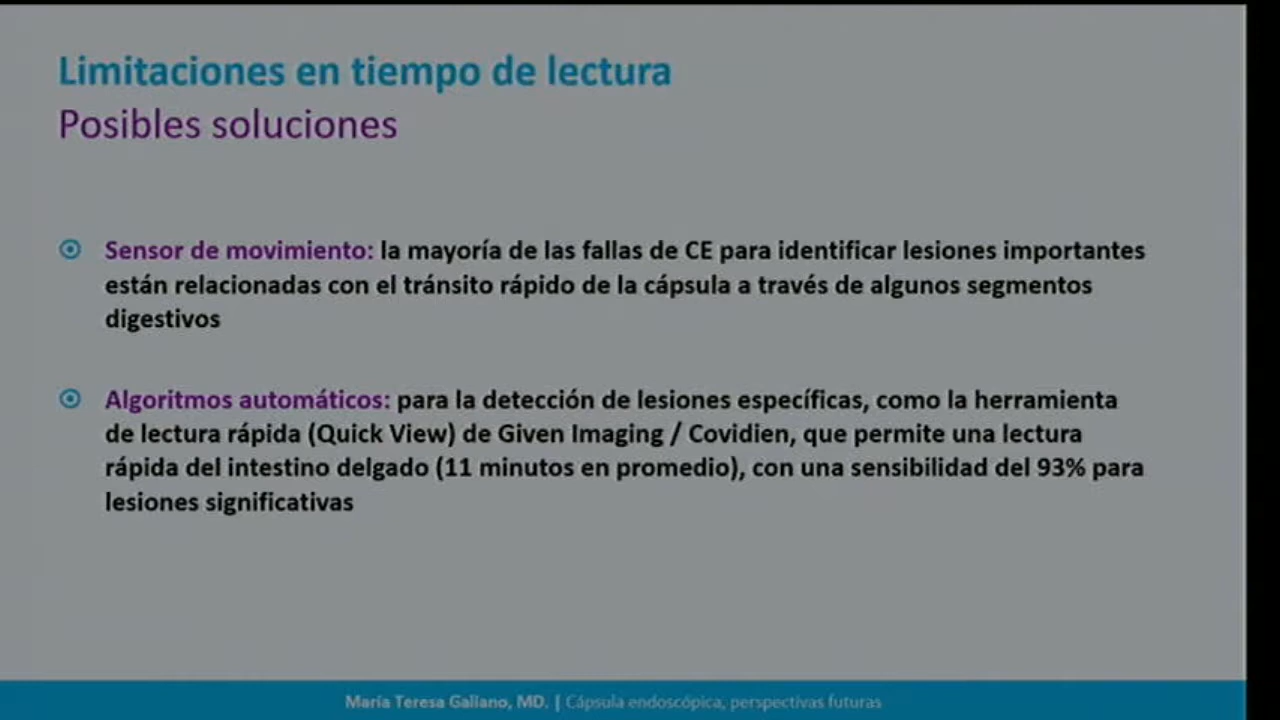 Limitaciones en tiempo de lectura
Posibles soluciones
Sensor de movimiento: la mayoría de las fallas de CE para identificar lesiones importantes
están relacionadas con el tránsito rápido de la cápsula a través de algunos segmentos
digestivos
Algoritmos automáticos: para la detección de lesiones específicas, como la herramienta
de lectura rápida (Quick View) de Given Imaging / Covidien, que permite una lectura
rápida del intestino delgado (11 minutos en promedio), con una sensibilidad del 93% para
lesiones significativas
María Teresa Galiano, MD. | Cápsula endoscópica, perspectivas futuras